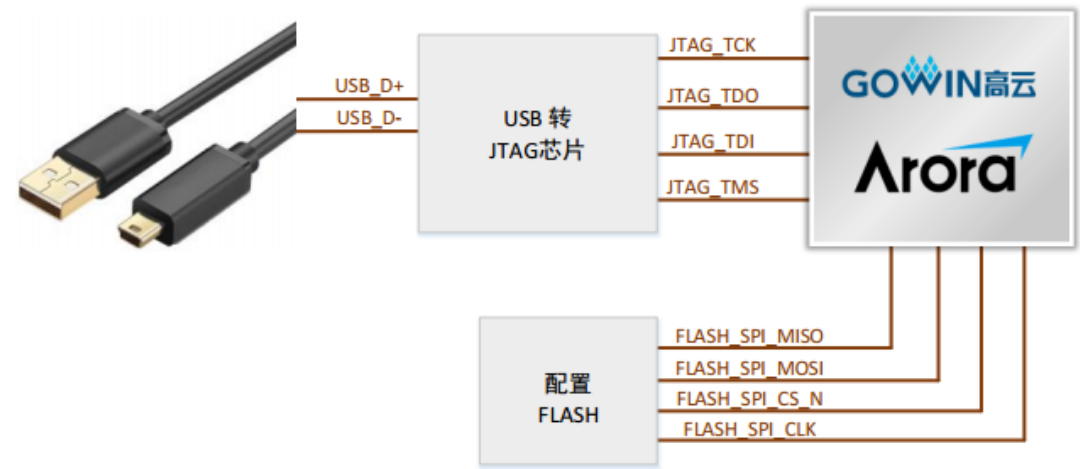 USB_D+
USB_D-
USB 转
JTAG芯片
JTAG_TCK
JTAG_TDO
JTAG_TDI
JTAG_TMS
GOWIN高云
Arora
配置
FLASH
FLASH_SPI_MISO
FLASH_SPI_MOSI
FLASH_SPI_CS_N
FLASH_SPI_CLK